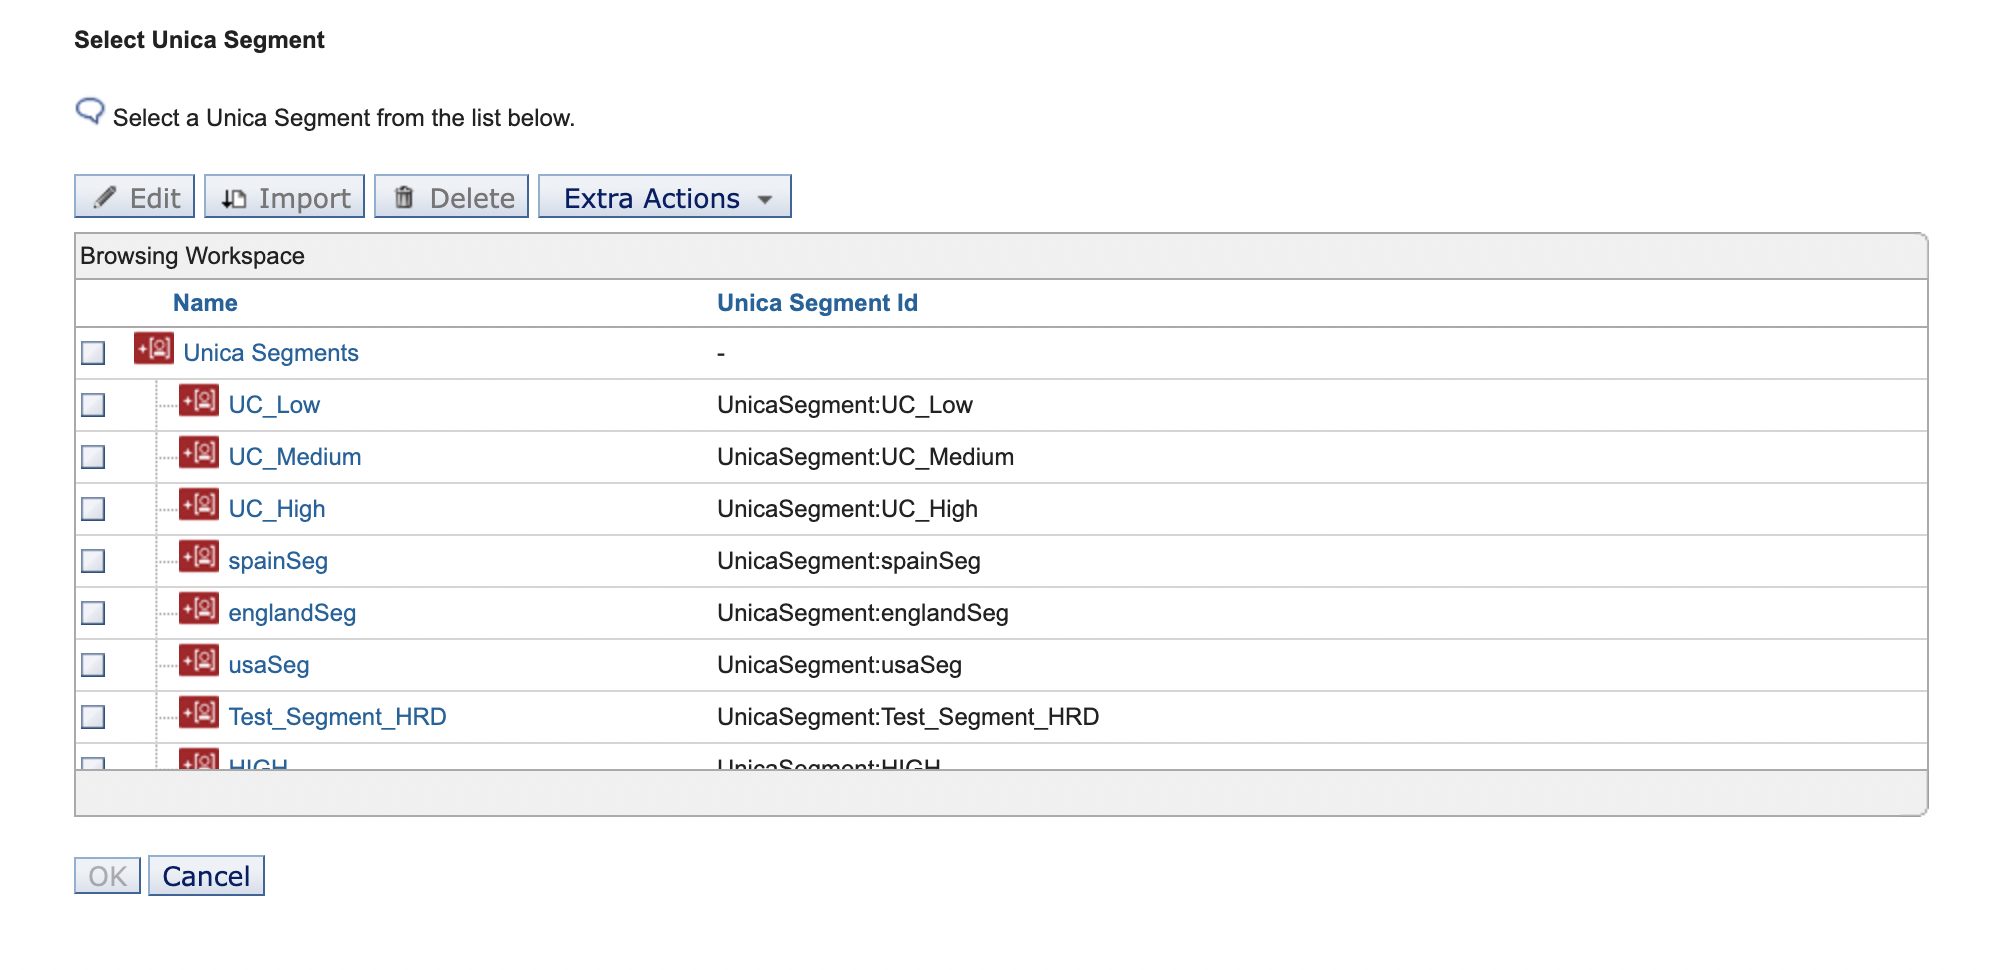 Select Unica Segment
Select a Unica Segment from the list below.
Edit Import Delete Extra Actions
Browsing Workspace
Name Unica Segment Id
Unica Segments -
UC_Low UnicaSegment:UC_Low
UC_Medium UnicaSegment:UC_Medium
UC_High UnicaSegment:UC_High
spainSeg UnicaSegment:spainSeg
englandSeg UnicaSegment:englandSeg
usaSeg UnicaSegment:usaSeg
Test_Segment_HRD UnicaSegment:Test_Segment_HRD
HIGH UnicaSegment:HIGH
OK Cancel